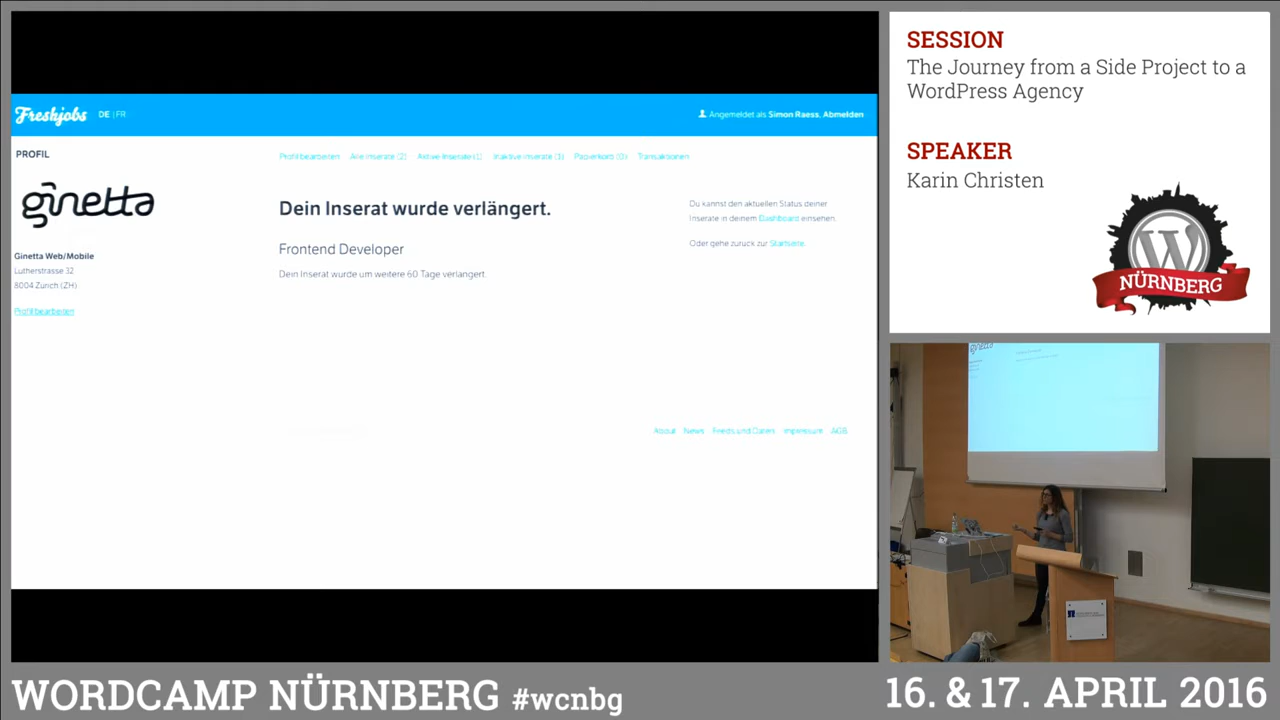 Freshjobs
DE | FR
Angemeldet als Simon Raess. Abmelden
PROFIL
ginetta
Ginetta Web/Mobile
Lutherstrasse 32
8004 Zürich (ZH)
Profil bearbeiten
Profil bearbeiten Alle Inserate (2) Aktive Inserate (1) Inaktive Inserate (1) Papierkorb (0) Transaktionen
Dein Inserat wurde verlängert.
Frontend Developer
Dein Inserat wurde um weitere 60 Tage verlängert.
Du kannst den aktuellen Status deiner
Inserate in deinem Dashboard einsehen.
Oder gehe zurück zur Startseite.
About News Feeds und Daten Impressum AGB
SESSION
The Journey from a Side Project to a
WordPress Agency
SPEAKER
Karin Christen
W
NÜRNBERG
ginetta
WORDCAMP NÜRNBERG #wcnbg
16. & 17. APRIL 2016